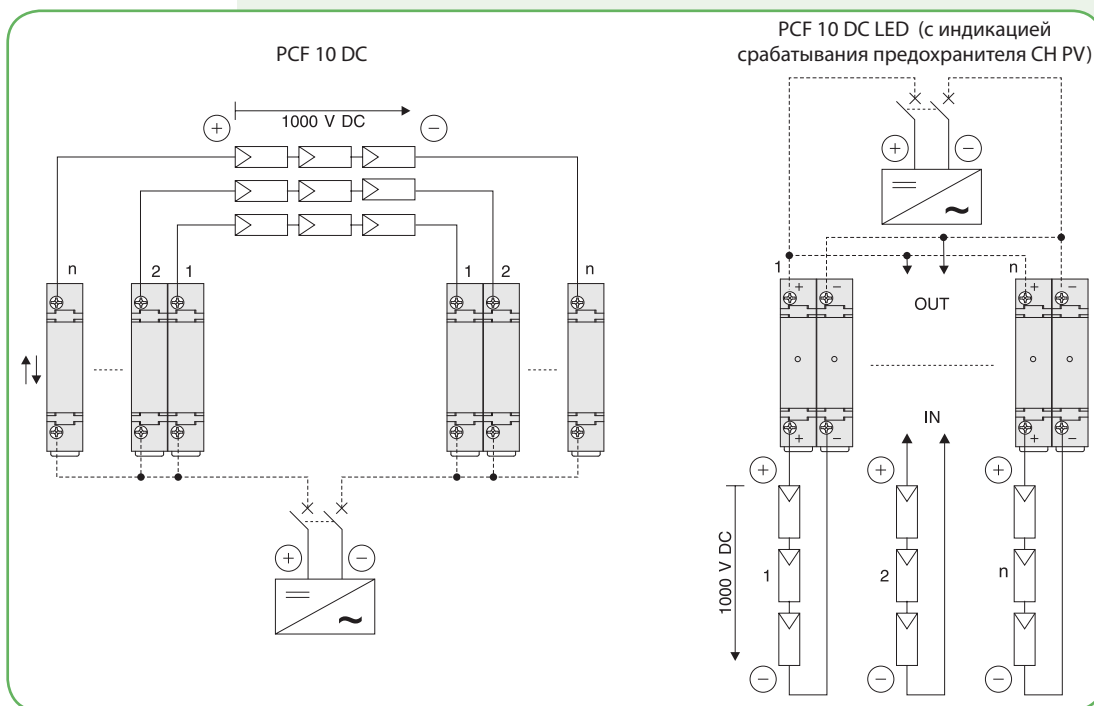 PCF 10 DC
1000 V DC
+ −
n 2 1 1 2 n
+ −
~
PCF 10 DC LED (с индикацией
срабатывания предохранителя CH PV)
+ −
~
1 n
+ − + −
OUT
IN
+ − + −
+ + +
1000 V DC
1 2 n
− − −